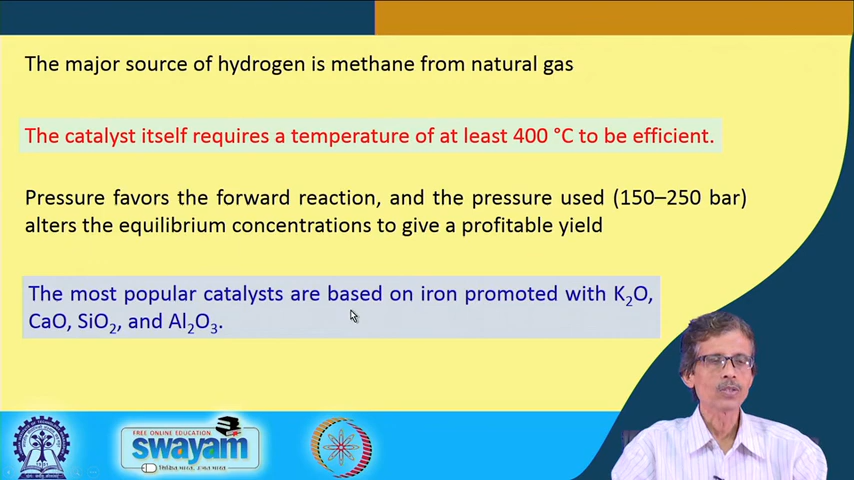 The major source of hydrogen is methane from natural gas
The catalyst itself requires a temperature of at least 400 °C to be efficient.
Pressure favors the forward reaction, and the pressure used (150–250 bar)
alters the equilibrium concentrations to give a profitable yield
The most popular catalysts are based on iron promoted with K₂O,
CaO, SiO₂, and Al₂O₃.
FREE ONLINE EDUCATION
swayam